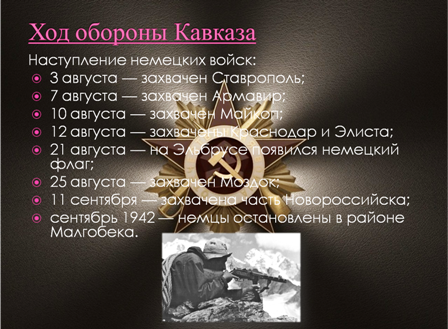 Ход обороны Кавказа
Наступление немецких войск:
3 августа — захвачен Ставрополь;
7 августа — захвачен Армавир;
10 августа — захвачен Майкоп;
12 августа — захвачены Краснодар и Элиста;
21 августа — на Эльбрусе появился немецкий
флаг;
25 августа — захвачен Моздок;
11 сентября — захвачена часть Новороссийска;
сентябрь 1942 — немцы остановлены в районе
Малгобека.